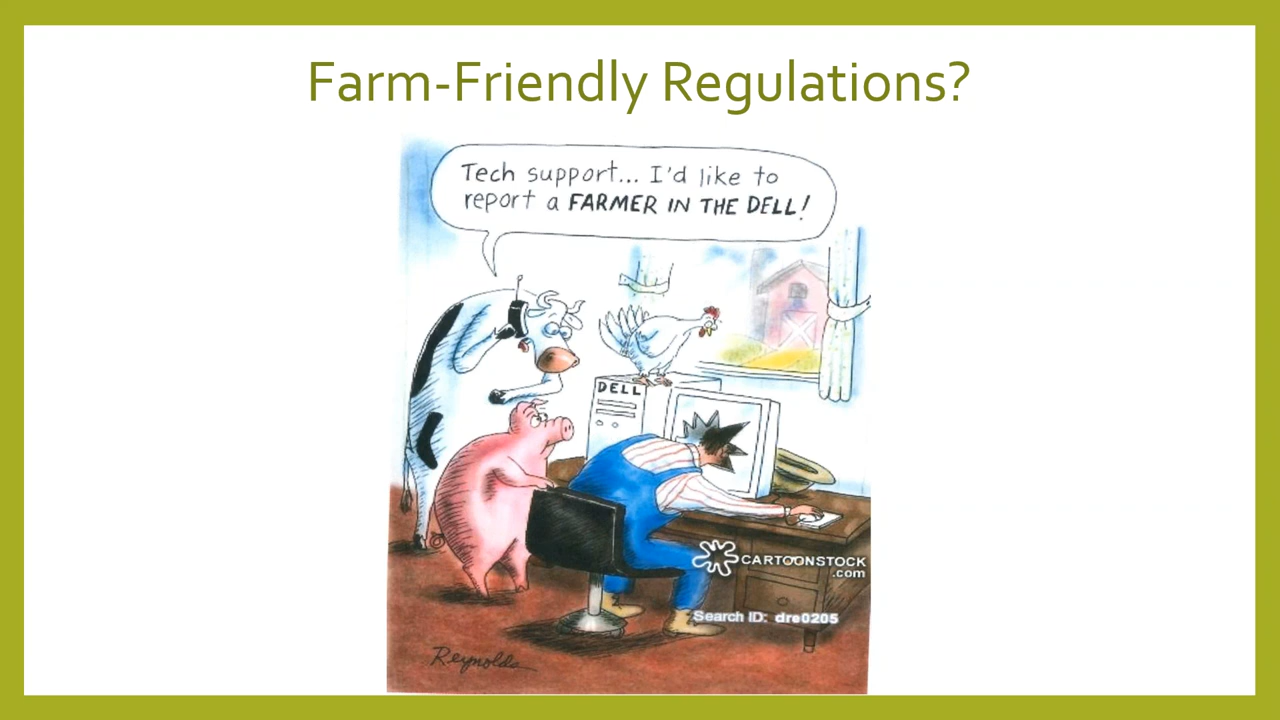 Farm-Friendly Regulations?
Tech support... I'd like to
report a FARMER IN THE DELL!
DELL
CARTOONSTOCK
.com
Search ID: dre0205
Reynolds